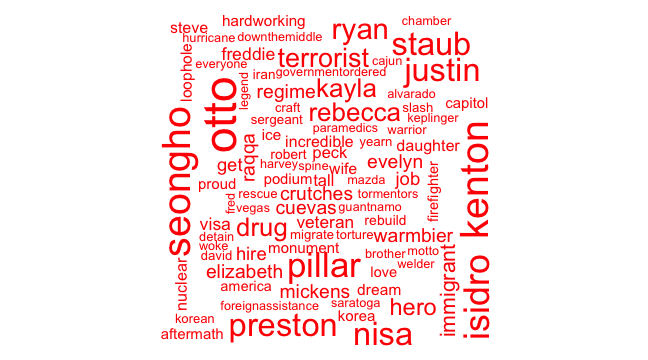 chamber
hardworking
steve
ryan
hurricane
downthemiddle
staub
freddie
everyone
terrorist
cajun
justin
loophole
iran
governmentordered
legend
regime
kayla
alvarado
otto
craft
rebecca
slash
capitol
sergeant
keplinger
paramedics
warrior
ice
incredible
yearn
daughter
seongho
raqqa
robert
peck
get
harvey
spine
wife
evelyn
proud
podium
tall
mazda
job
rescue
crutches
tormentors
firefighter
fred
vegas
cuevas
guantnamo
isidro
kenton
visa
drug
veteran
rebuild
detain
migrate
torture
warmbier
woke
monument
david
hire
brother
motto
pillar
welder
elizabeth
love
immigrant
nuclear
america
mickens
dream
foreignassistance
saratoga
hero
korean
preston
korea
nisa
aftermath